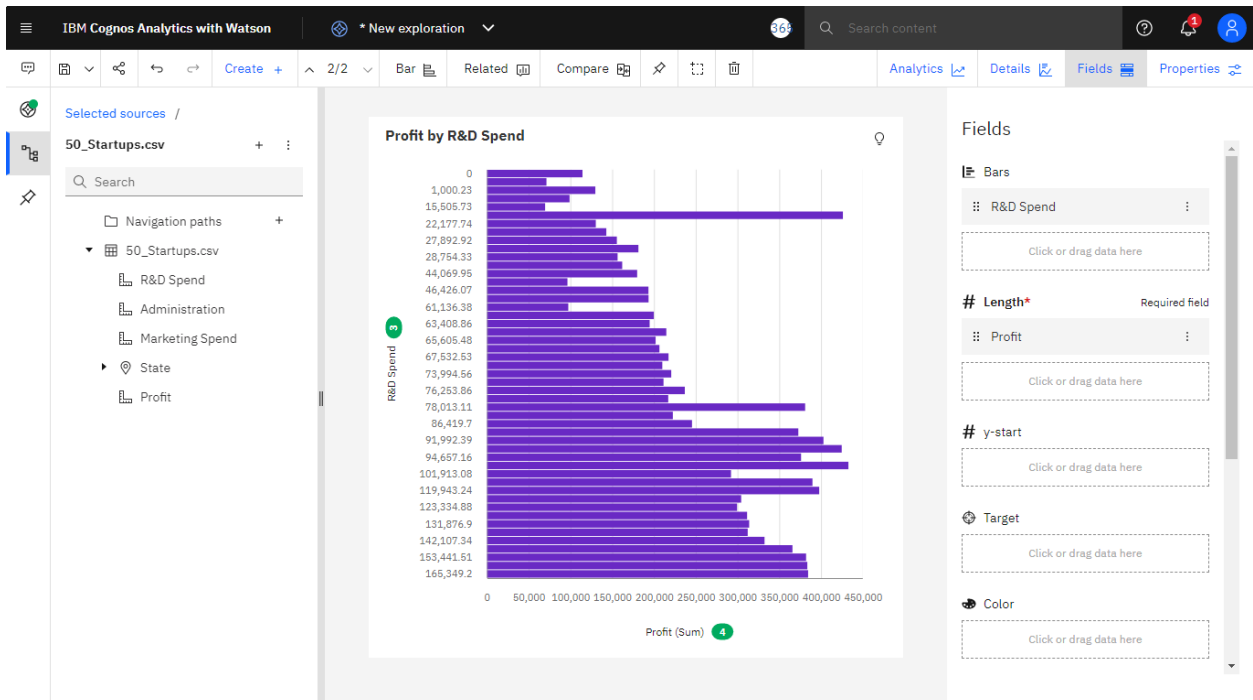 IBM Cognos Analytics with Watson
* New exploration
365
Search content
1
Create +
2/2
Bar
Related
Compare
Analytics
Details
Fields
Properties
Selected sources /
50_Startups.csv
Search
Navigation paths
50_Startups.csv
R&D Spend
Administration
Marketing Spend
State
Profit
Profit by R&D Spend
0
1,000.23
15,505.73
22,177.74
27,892.92
28,754.33
44,069.95
46,426.07
61,136.38
63,408.86
65,605.48
67,532.53
73,994.56
76,253.86
78,013.11
86,419.7
91,992.39
94,657.16
101,913.08
119,943.24
123,334.88
131,876.9
142,107.34
153,441.51
165,349.2
R&D Spend
3
0 50,000 100,000 150,000 200,000 250,000 300,000 350,000 400,000 450,000
Profit (Sum) 4
Fields
Bars
R&D Spend
Click or drag data here
# Length* Required field
Profit
Click or drag data here
# y-start
Click or drag data here
Target
Click or drag data here
Color
Click or drag data here